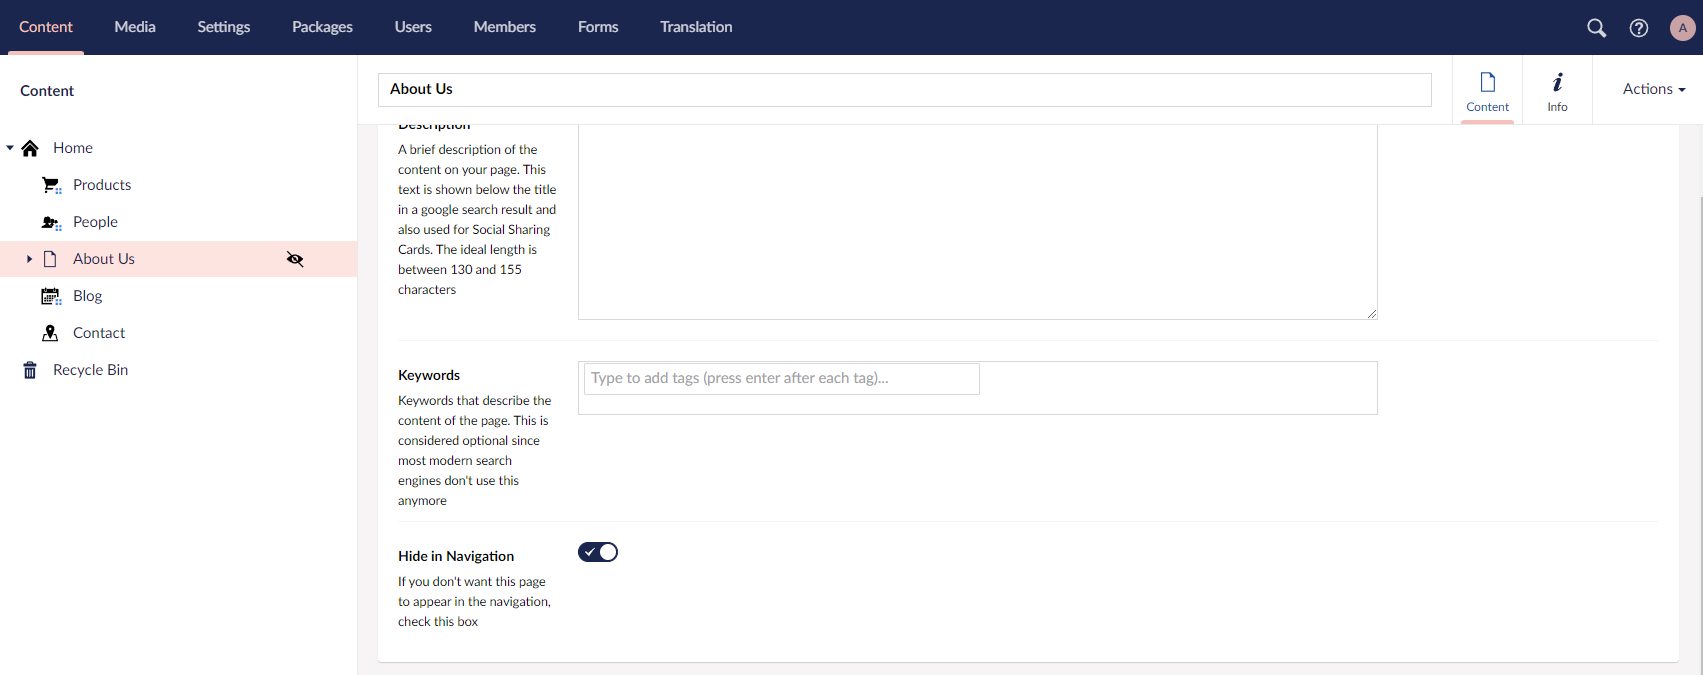 Content Media Settings Packages Users Members Forms Translation A
Content
About Us
Content
Info
Actions
Home
Products
People
About Us
Blog
Contact
Recycle Bin
Description
A brief description of the
content on your page. This
text is shown below the title
in a google search result and
also used for Social Sharing
Cards. The ideal length is
between 130 and 155
characters
Keywords
Keywords that describe the
content of the page. This is
considered optional since
most modern search
engines don't use this
anymore
Type to add tags (press enter after each tag)...
Hide in Navigation
If you don't want this page
to appear in the navigation,
check this box